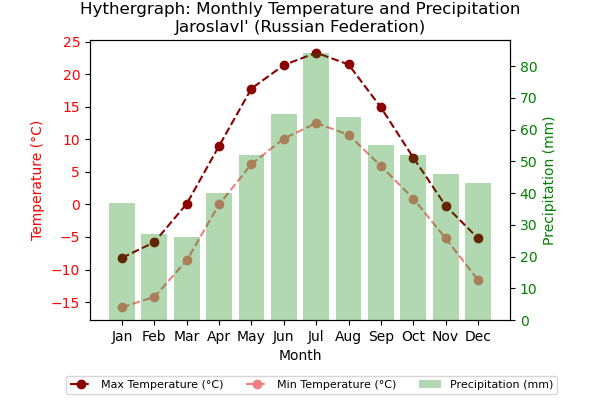 Hythergraph: Monthly Temperature and Precipitation
Jaroslavl' (Russian Federation)
Temperature (°C)
25
20
15
10
5
0
−5
−10
−15
80
70
60
50
40
30
20
10
0
Precipitation (mm)
Jan Feb Mar Apr May Jun Jul Aug Sep Oct Nov Dec
Month
Max Temperature (°C) Min Temperature (°C) Precipitation (mm)